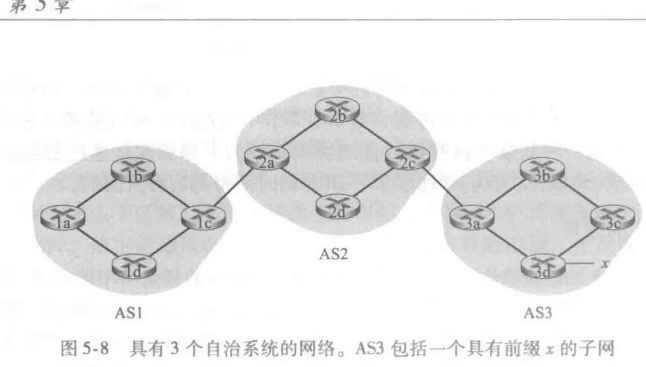 第 5 章
2b
2a
2c
1b
3b
2d
1a
1c
3a
3c
AS2
1d
3d
x
AS1
AS3
图 5-8 具有 3 个自治系统的网络。AS3 包括一个具有前缀 x 的子网